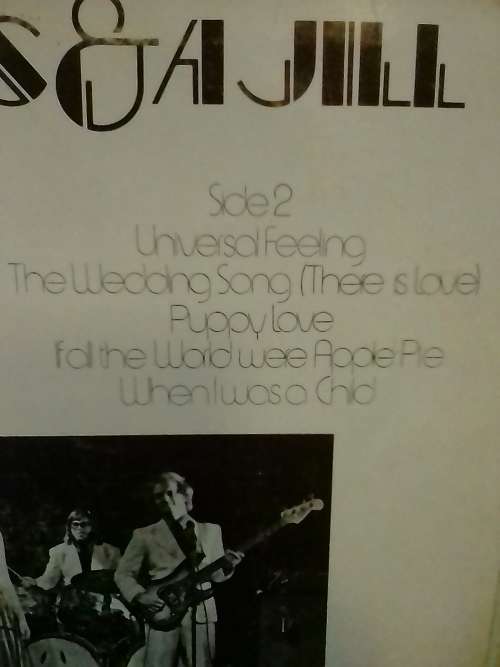 S & A JILL
Side 2
Universal Feeling
The Wedding Song (There is Love)
Puppy Love
If all the World were Apple Pie
When I was a Child